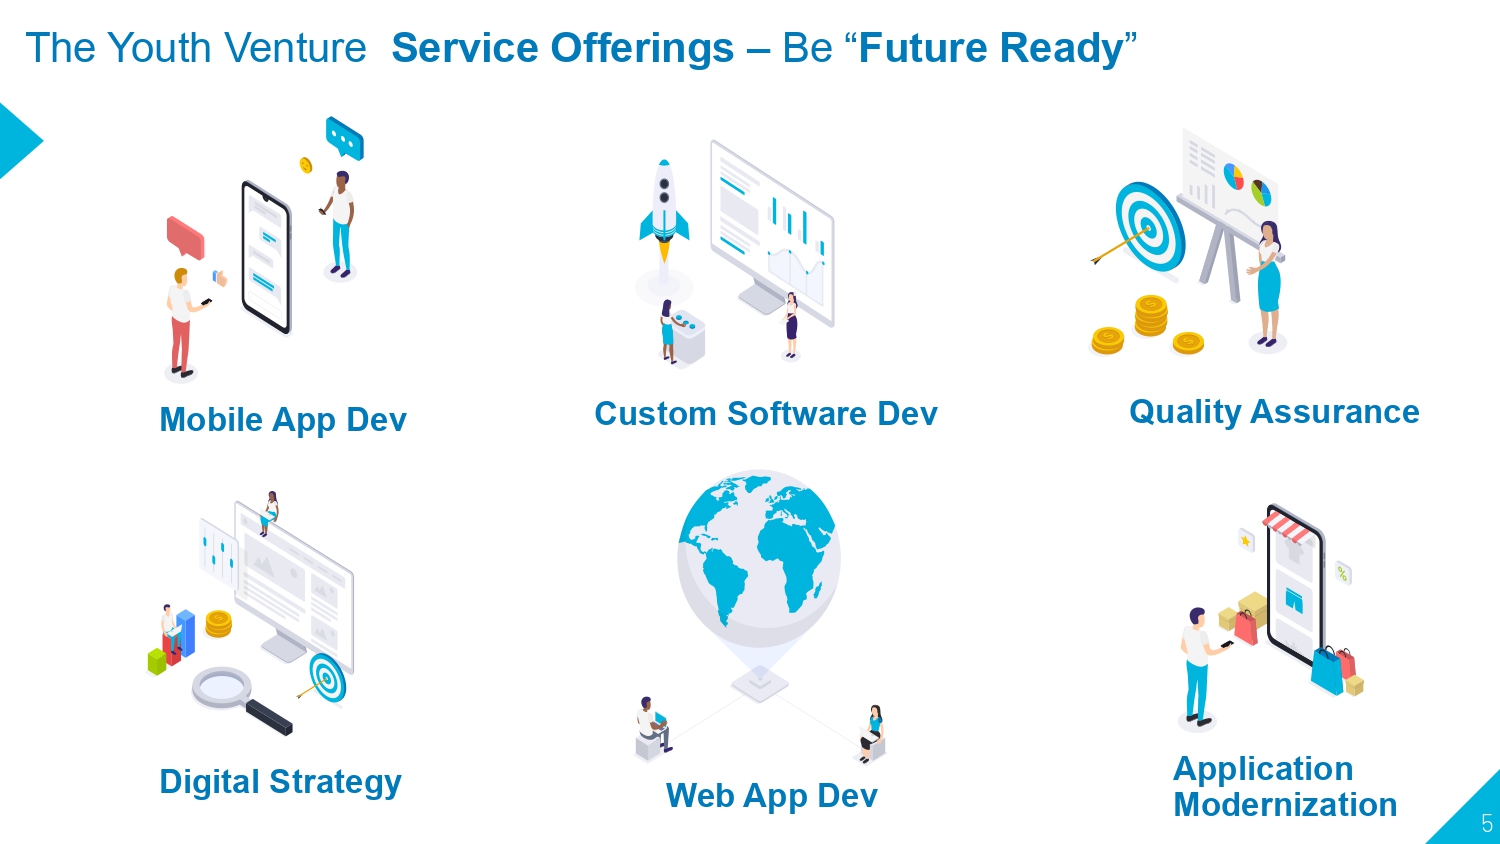 The Youth Venture  Service Offerings – Be “Future Ready”
Mobile App Dev
Custom Software Dev
Quality Assurance
Digital Strategy
Web App Dev
Application
Modernization
5